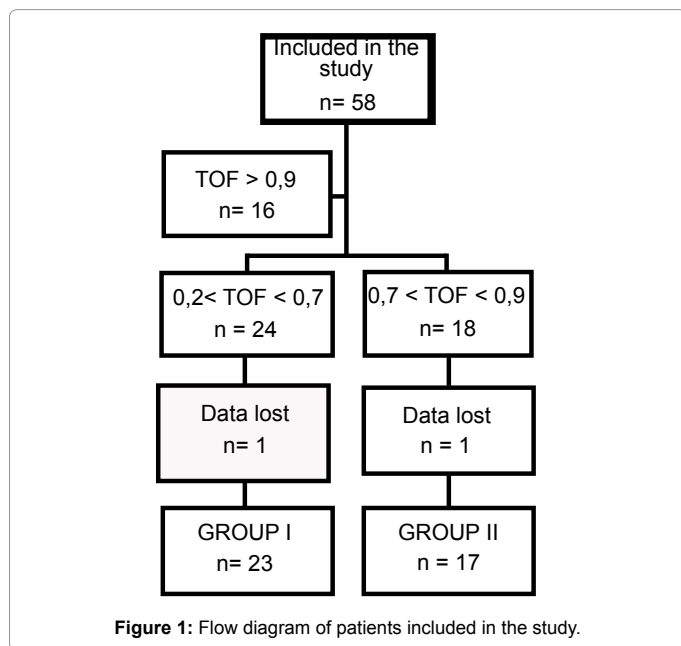 Included in the
study
n= 58
TOF > 0,9
n= 16
0,2< TOF < 0,7
n = 24
0,7 < TOF < 0,9
n= 18
Data lost
n= 1
Data lost
n = 1
GROUP I
n= 23
GROUP II
n = 17
Figure 1: Flow diagram of patients included in the study.